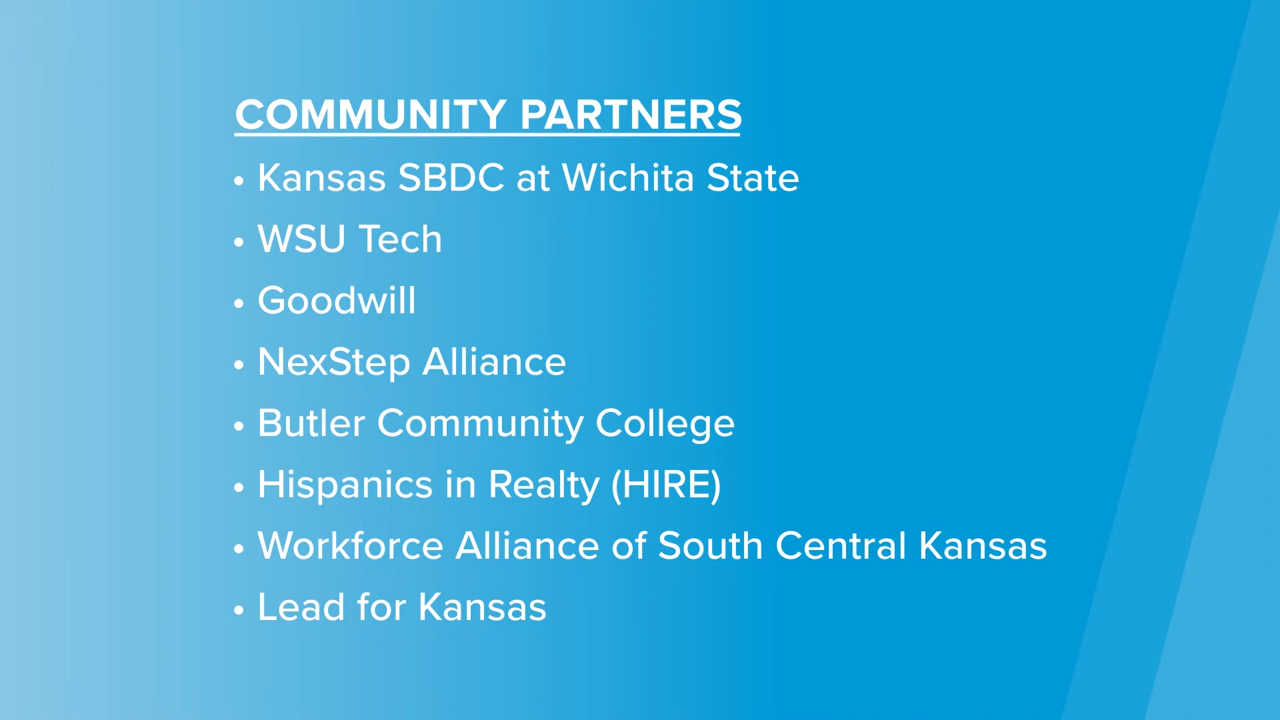 COMMUNITY PARTNERS
• Kansas SBDC at Wichita State
• WSU Tech
• Goodwill
• NexStep Alliance
• Butler Community College
• Hispanics in Realty (HIRE)
• Workforce Alliance of South Central Kansas
• Lead for Kansas